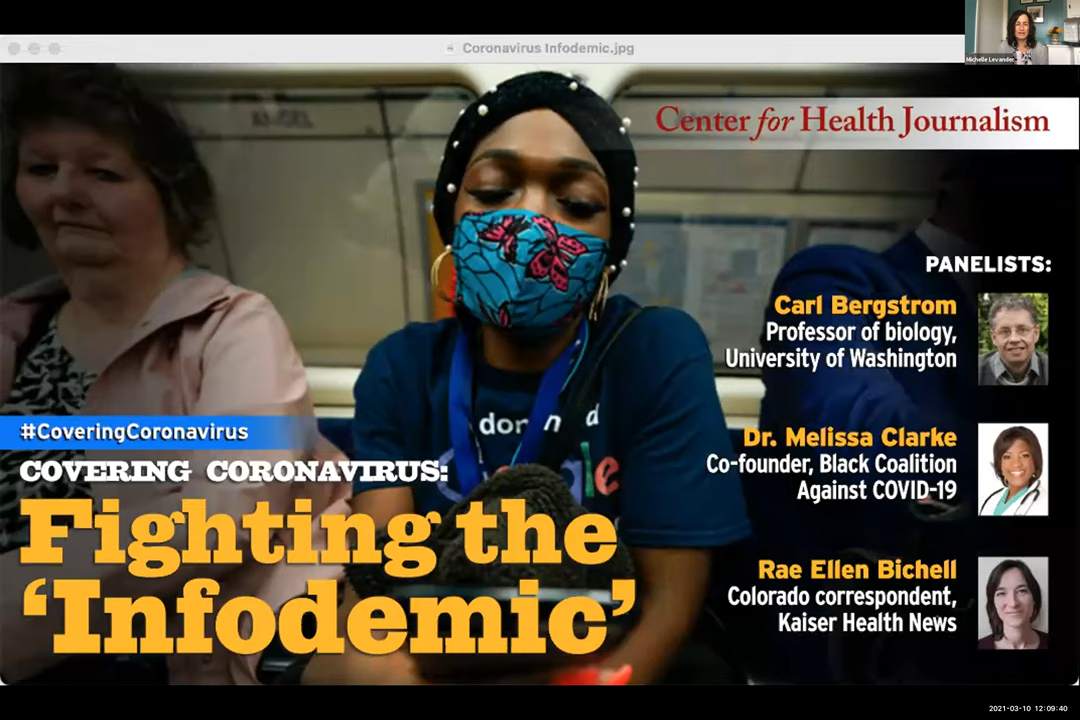 Coronavirus Infodemic.jpg
Michelle Levander
Center for Health Journalism
PANELISTS:
Carl Bergstrom
Professor of biology,
University of Washington
Dr. Melissa Clarke
Co-founder, Black Coalition
Against COVID-19
Rae Ellen Bichell
Colorado correspondent,
Kaiser Health News
#CoveringCoronavirus
COVERING CORONAVIRUS:
Fighting the
‘Infodemic’
2021-03-10 12:09:40